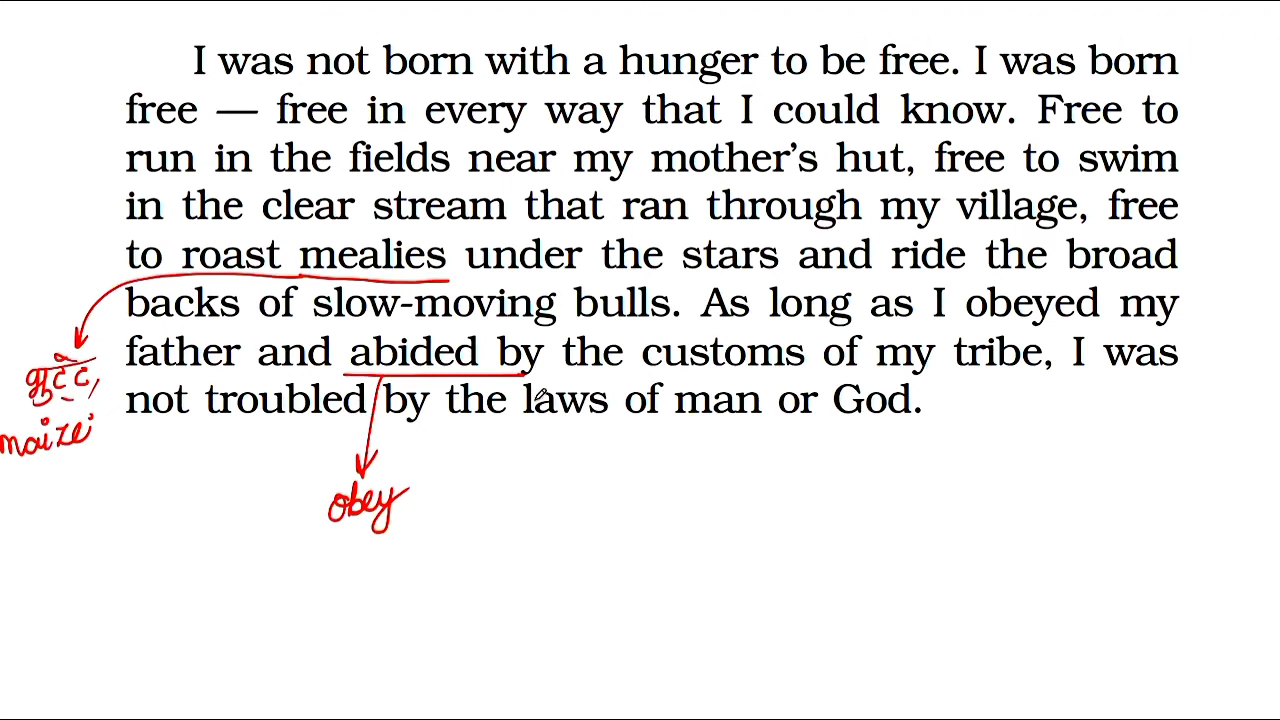 I was not born with a hunger to be free. I was born
free — free in every way that I could know. Free to
run in the fields near my mother's hut, free to swim
in the clear stream that ran through my village, free
to roast mealies under the stars and ride the broad
backs of slow-moving bulls. As long as I obeyed my
father and abided by the customs of my tribe, I was
not troubled by the laws of man or God.
maize
obey